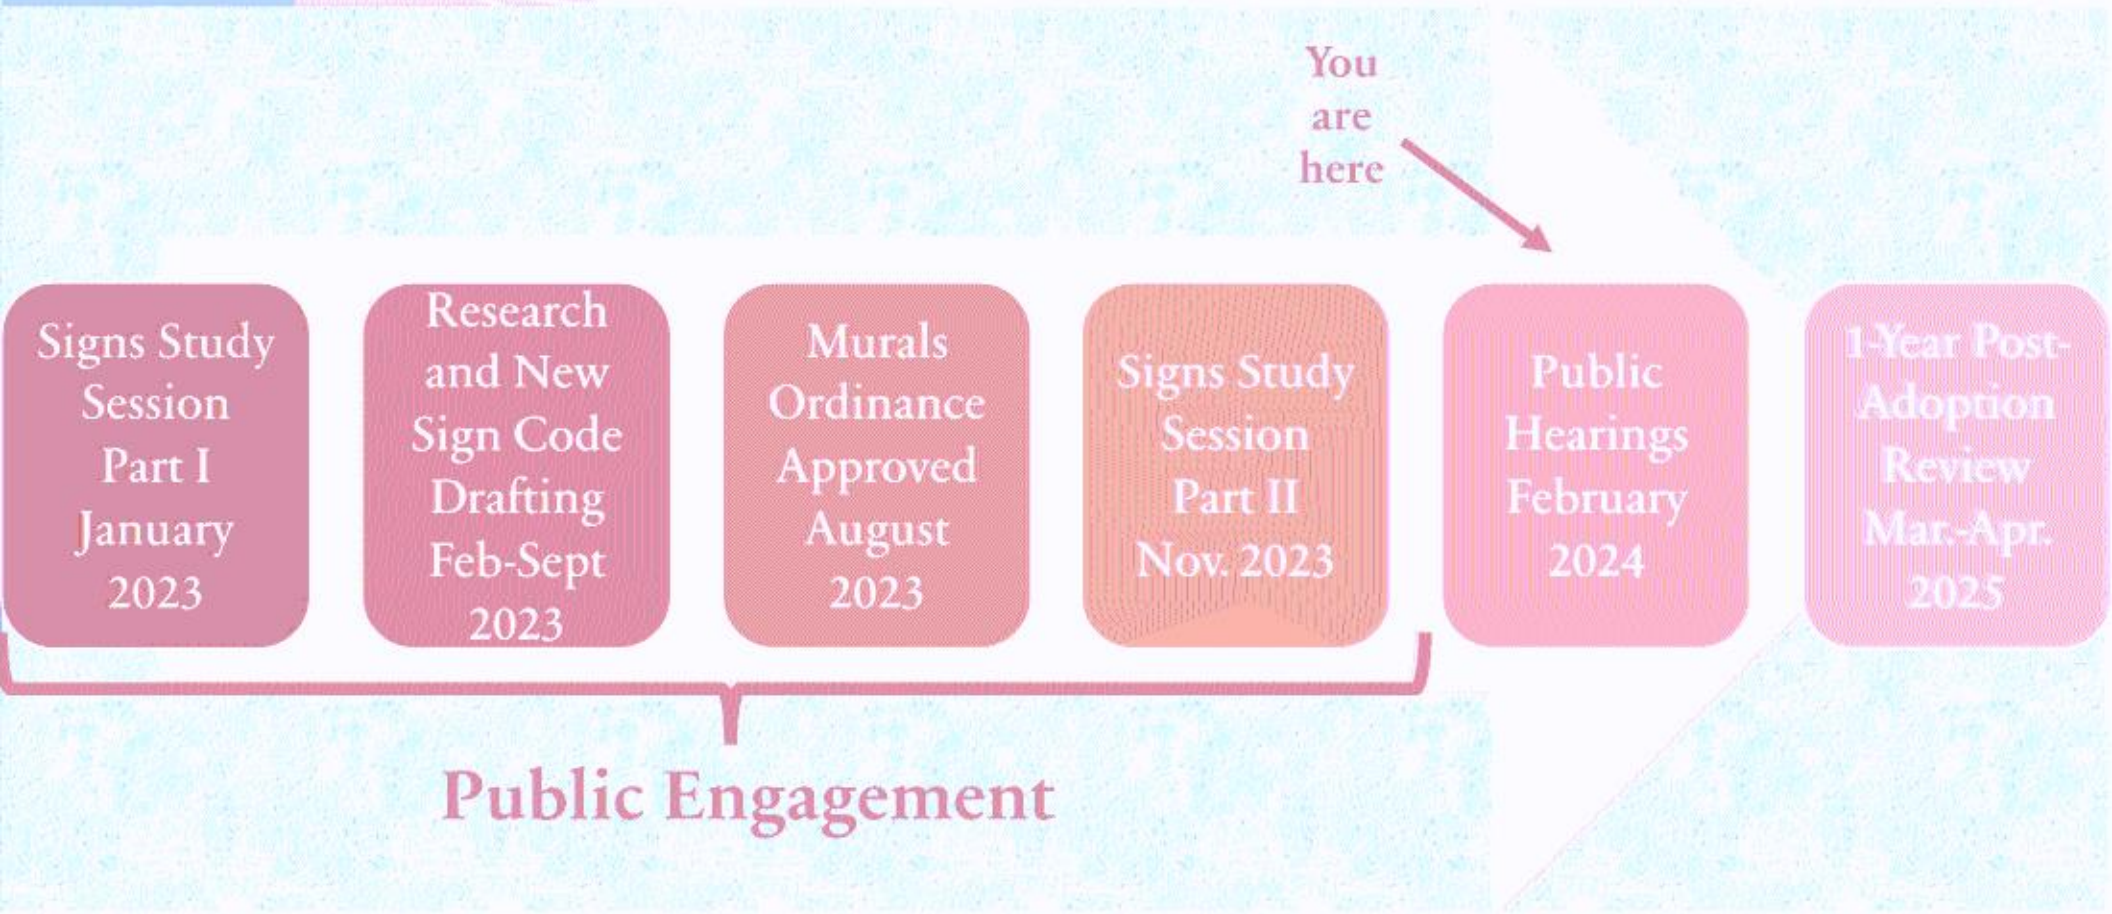 You
are
here
Signs Study
Session
Part I
January
2023
Research
and New
Sign Code
Drafting
Feb-Sept
2023
Murals
Ordinance
Approved
August
2023
Signs Study
Session
Part II
Nov. 2023
Public
Hearings
February
2024
1-Year Post-
Adoption
Review
Mar.-Apr.
2025
Public Engagement